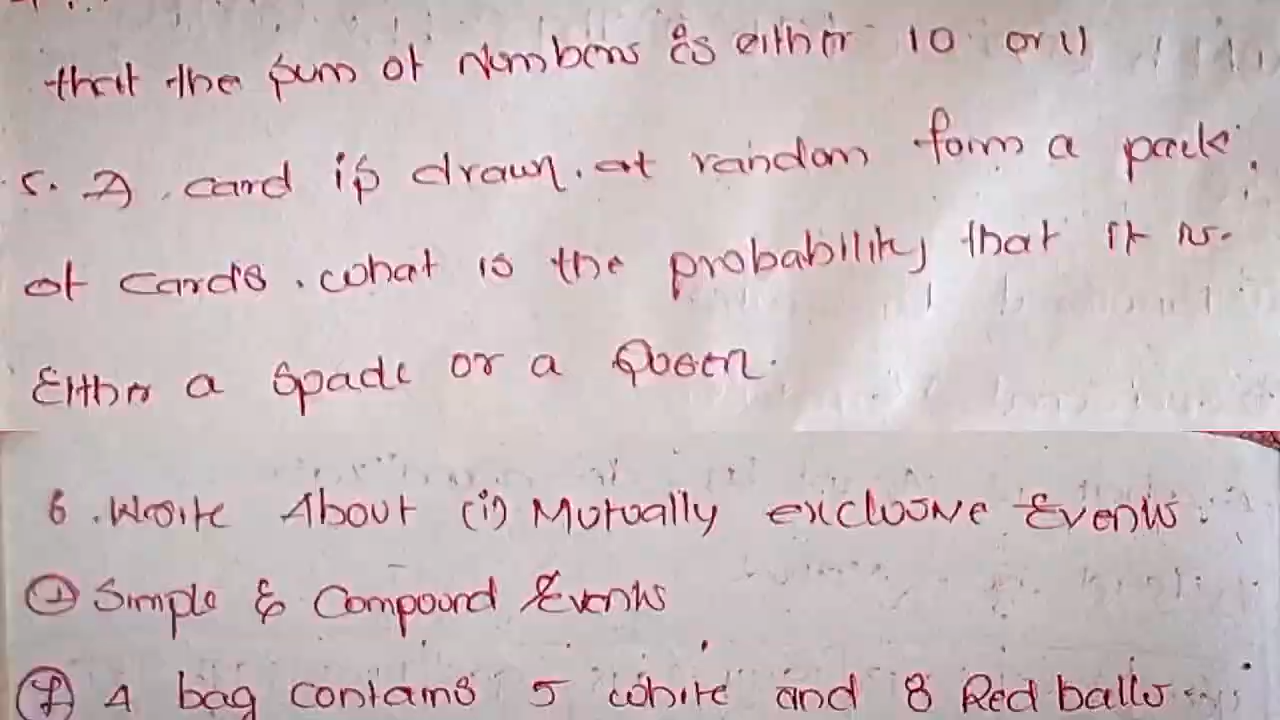 that the sum of Numbers is either 10 or 11
5. A card is drawn. at random form a pack
of cards. what is the probability that it is.
Either a spade or a Queen.
6. Write About (i) Mutually exclusive Events.
Simple & Compound Events
7 A bag contains 5 white and 8 Red balls